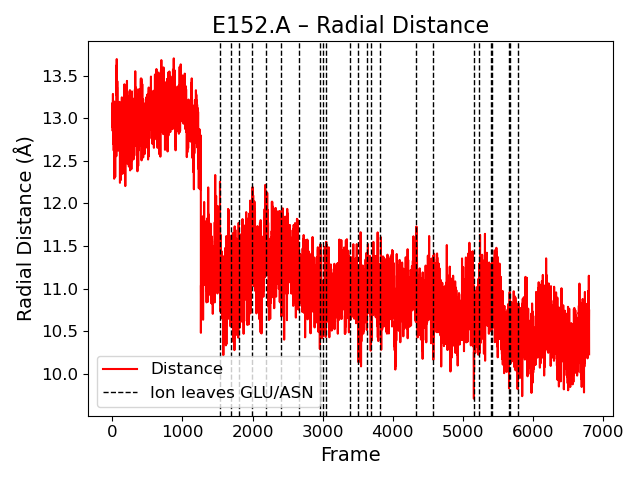 E152.A – Radial Distance
Radial Distance (Å)
13.5
13.0
12.5
12.0
11.5
11.0
10.5
10.0
Distance
Ion leaves GLU/ASN
0 1000 2000 3000 4000 5000 6000 7000
Frame